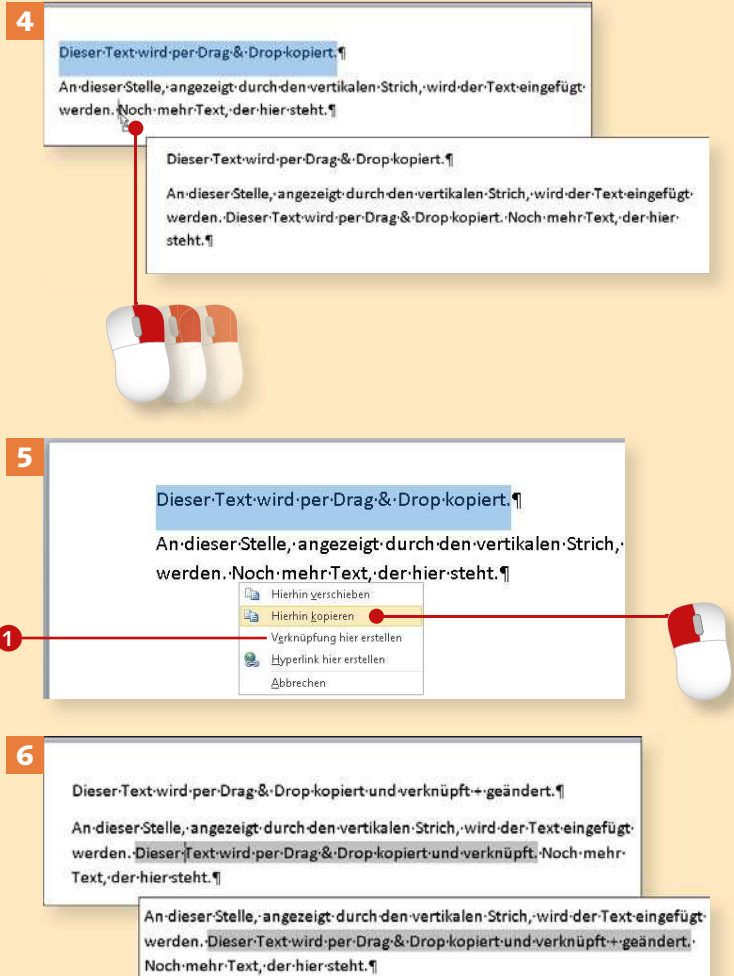 4
Dieser·Text·wird·per·Drag·&·Drop·kopiert.¶
An·dieser·Stelle,·angezeigt·durch·den·vertikalen·Strich,·wird·der·Text·eingefügt·
werden.·Noch·mehr·Text,·der·hier·steht.¶
Dieser·Text·wird·per·Drag·&·Drop·kopiert.¶
An·dieser·Stelle,·angezeigt·durch·den·vertikalen·Strich,·wird·der·Text·eingefügt·
werden.·Dieser·Text·wird·per·Drag·&·Drop·kopiert.·Noch·mehr·Text,·der·hier·
steht.¶
5
Dieser·Text·wird·per·Drag·&·Drop·kopiert.¶
An·dieser·Stelle,·angezeigt·durch·den·vertikalen·Strich,·
werden.·Noch·mehr·Text,·der·hier·steht.¶
Hierhin verschieben
Hierhin kopieren
1
Verknüpfung hier erstellen
Hyperlink hier erstellen
Abbrechen
6
Dieser·Text·wird·per·Drag·&·Drop·kopiert·und·verknüpft·+·geändert.¶
An·dieser·Stelle,·angezeigt·durch·den·vertikalen·Strich,·wird·der·Text·eingefügt·
werden.·Dieser·Text·wird·per·Drag·&·Drop·kopiert·und·verknüpft.·Noch·mehr·
Text,·der·hier·steht.¶
An·dieser·Stelle,·angezeigt·durch·den·vertikalen·Strich,·wird·der·Text·eingefügt·
werden.·Dieser·Text·wird·per·Drag·&·Drop·kopiert·und·verknüpft·+·geändert.·
Noch·mehr·Text,·der·hier·steht.¶